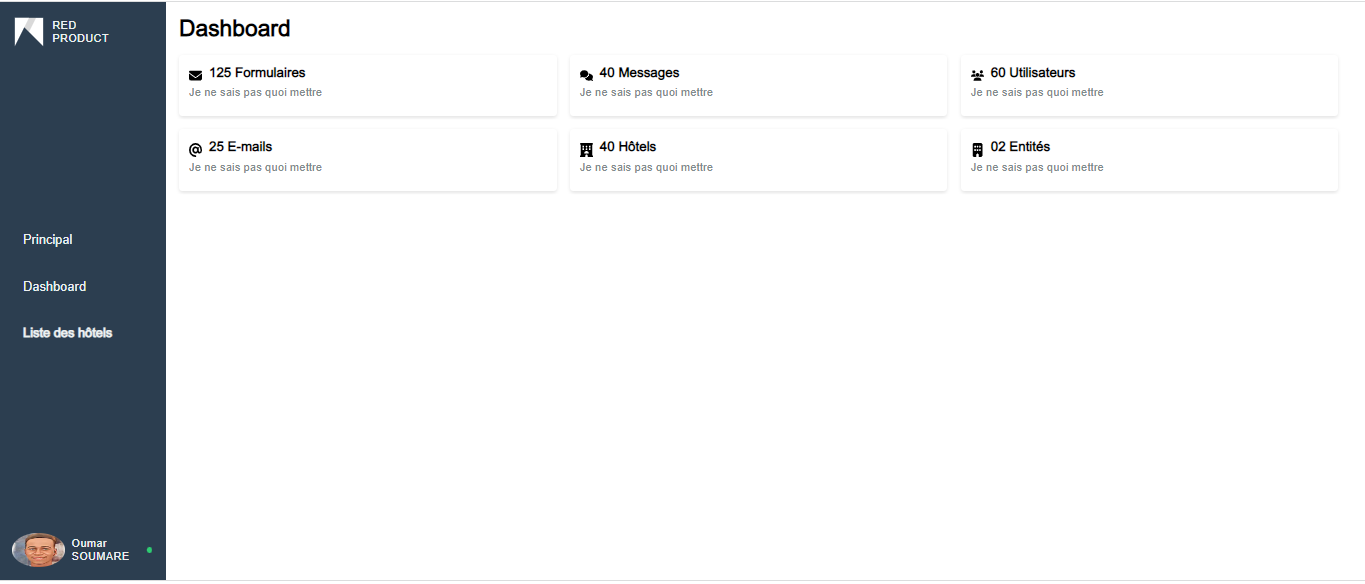 RED
PRODUCT
Principal
Dashboard
Liste des hôtels
Oumar
SOUMARE
Dashboard
125 Formulaires
Je ne sais pas quoi mettre
40 Messages
Je ne sais pas quoi mettre
60 Utilisateurs
Je ne sais pas quoi mettre
@ 25 E-mails
Je ne sais pas quoi mettre
40 Hôtels
Je ne sais pas quoi mettre
02 Entités
Je ne sais pas quoi mettre